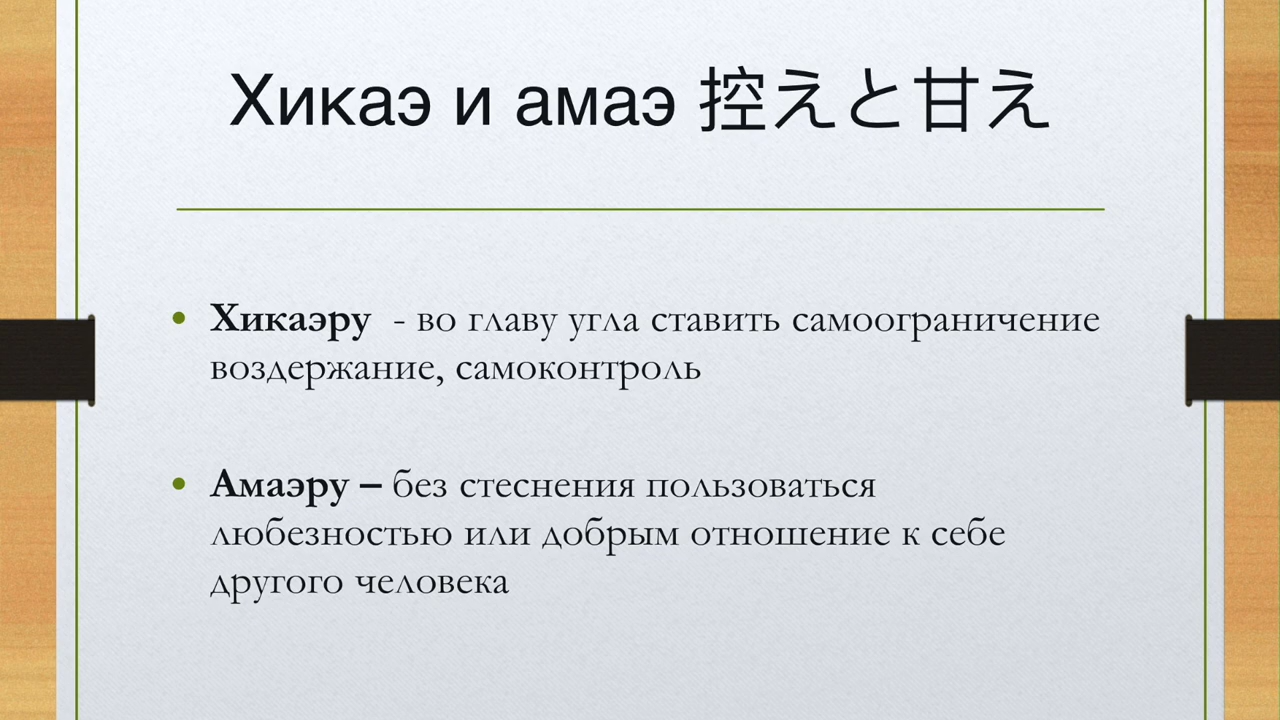 Хикаэ и амаэ 控えと甘え
• Хикаэру - во главу угла ставить самоограничение
воздержание, самоконтроль
• Амаэру – без стеснения пользоваться
любезностью или добрым отношение к себе
другого человека